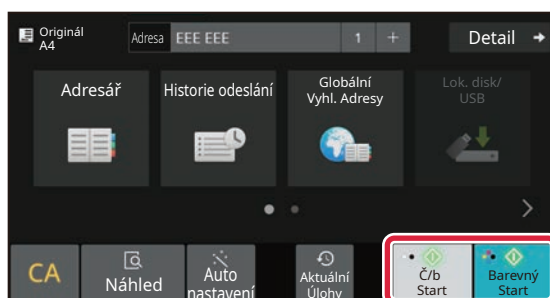 Originál
A4
Adresa EEE EEE 1 +
Detail
Adresář
Historie odeslání
Globální
Vyhl. Adresy
Lok. disk/
USB
CA
Náhled
Auto
nastavení
Aktuální
Úlohy
Č/b
Start
Barevný
Start